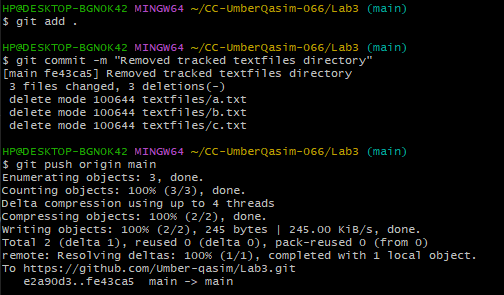 HP@DESKTOP-BGN0K42 MINGW64 ~/CC-UmberQasim-066/Lab3 (main)
$ git add .
HP@DESKTOP-BGN0K42 MINGW64 ~/CC-UmberQasim-066/Lab3 (main)
$ git commit -m "Removed tracked textfiles directory"
[main fe43ca5] Removed tracked textfiles directory
 3 files changed, 3 deletions(-)
 delete mode 100644 textfiles/a.txt
 delete mode 100644 textfiles/b.txt
 delete mode 100644 textfiles/c.txt
HP@DESKTOP-BGN0K42 MINGW64 ~/CC-UmberQasim-066/Lab3 (main)
$ git push origin main
Enumerating objects: 3, done.
Counting objects: 100% (3/3), done.
Delta compression using up to 4 threads
Compressing objects: 100% (2/2), done.
Writing objects: 100% (2/2), 245 bytes | 245.00 KiB/s, done.
Total 2 (delta 1), reused 0 (delta 0), pack-reused 0 (from 0)
remote: Resolving deltas: 100% (1/1), completed with 1 local object.
To https://github.com/Umber-qasim/Lab3.git
   e2a90d3..fe43ca5  main -> main